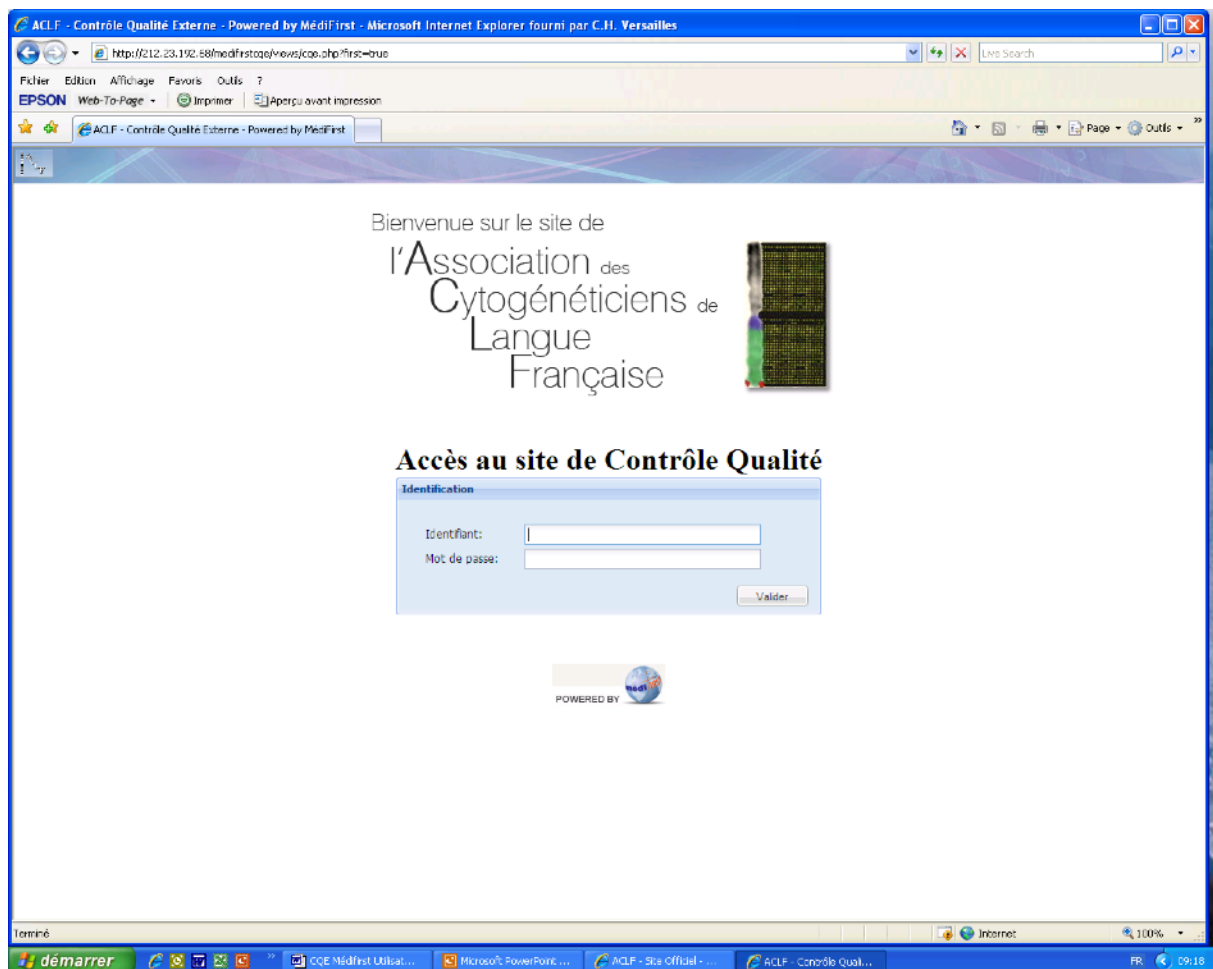 ACLF - Contrôle Qualité Externe - Powered by MédiFirst - Microsoft Internet Explorer fourni par C.H. Versailles
http://212.23.192.68/medifirstcqe/views/cqe.php?first=true
Live Search
Fichier Edition Affichage Favoris Outils ?
EPSON Web-To-Page Imprimer Aperçu avant impression
ACLF - Contrôle Qualité Externe - Powered by MédiFirst
Page Outils
Bienvenue sur le site de
l'Association des
Cytogénéticiens de
Langue
Française
Accès au site de Contrôle Qualité
Identification
Identifiant:
Mot de passe:
Valider
POWERED BY medi
Terminé
Internet
100%
démarrer
CQE Médifirst Utilisat...
Microsoft PowerPoint ...
ACLF - Site Officiel - ...
ACLF - Contrôle Quali...
FR
09:18